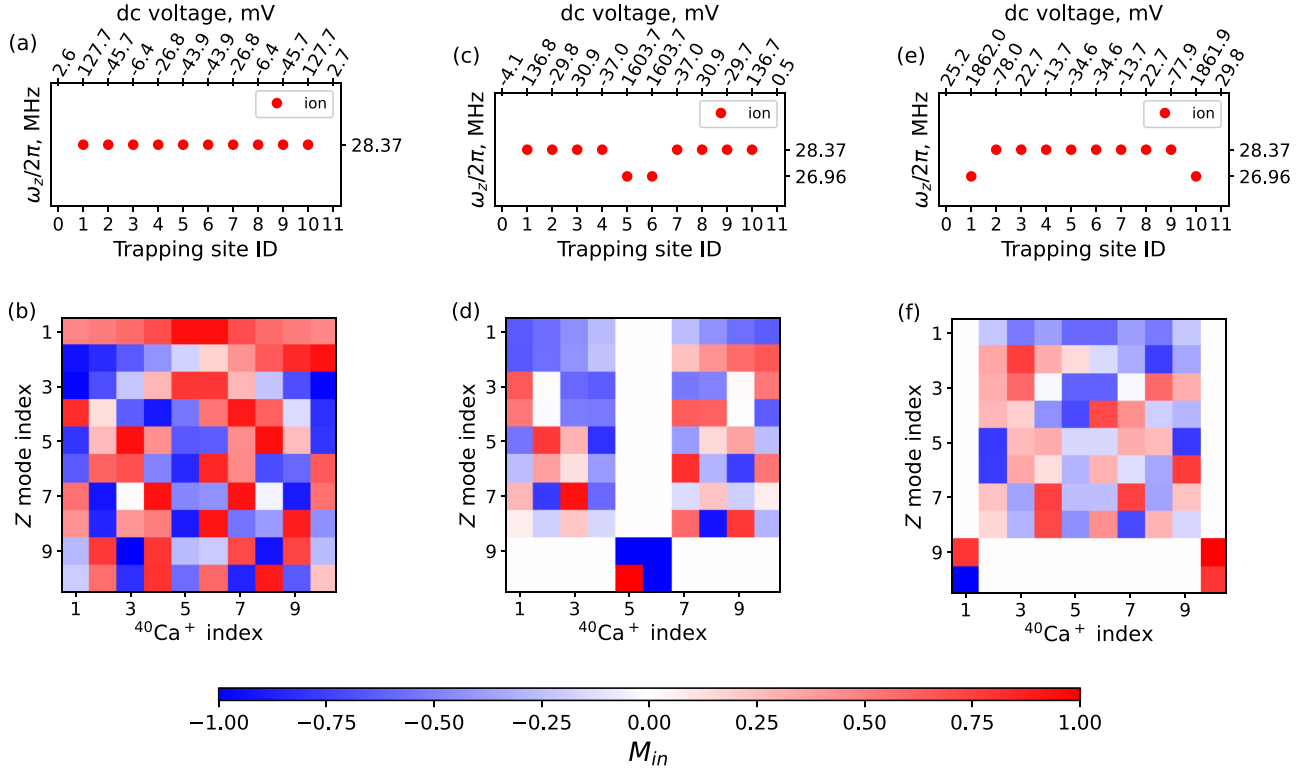 dc voltage, mV
dc voltage, mV
dc voltage, mV
(a)
2.6 127.7 -45.7 -6.4 -26.8 -43.9 -43.9 -26.8 -6.4 -45.7 127.7 2.7
(c)
-4.1 136.8 -29.8 30.9 -37.0 1603.7 1603.7 -37.0 30.9 -29.7 136.7 0.5
(e)
25.2 1862.0 -78.0 22.7 -13.7 -34.6 -34.6 -13.7 22.7 -77.9 1861.9 29.8
ω_z/2π, MHz
ion
28.37
0 1 2 3 4 5 6 7 8 9 10 11
Trapping site ID
ω_z/2π, MHz
ion
28.37
26.96
0 1 2 3 4 5 6 7 8 9 10 11
Trapping site ID
ω_z/2π, MHz
ion
28.37
26.96
0 1 2 3 4 5 6 7 8 9 10 11
Trapping site ID
(b)
Z mode index
1
3
5
7
9
1 3 5 7 9
⁴⁰Ca⁺ index
(d)
Z mode index
1
3
5
7
9
1 3 5 7 9
⁴⁰Ca⁺ index
(f)
Z mode index
1
3
5
7
9
1 3 5 7 9
⁴⁰Ca⁺ index
−1.00 −0.75 −0.50 −0.25 0.00 0.25 0.50 0.75 1.00
M_in